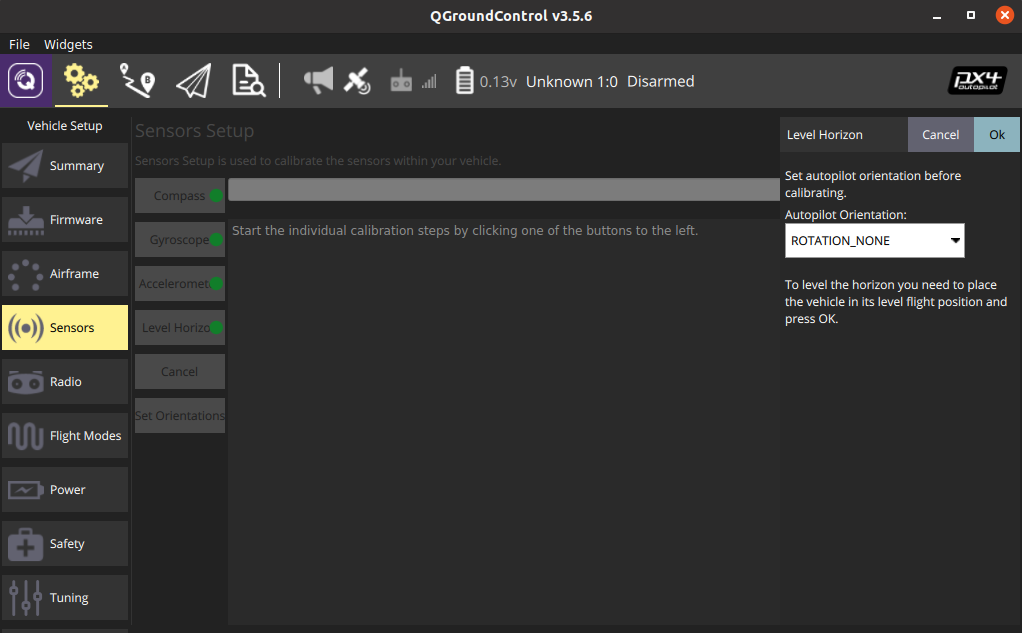 QGroundControl v3.5.6
File Widgets
0.13v Unknown 1:0 Disarmed
px4
autopilot
Vehicle Setup
Summary
Firmware
Airframe
Sensors
Radio
Flight Modes
Power
Safety
Tuning
Sensors Setup
Sensors Setup is used to calibrate the sensors within your vehicle.
Compass
Gyroscope
Acceleromet
Level Horizo
Cancel
Set Orientations
Start the individual calibration steps by clicking one of the buttons to the left.
Level Horizon Cancel Ok
Set autopilot orientation before
calibrating.
Autopilot Orientation:
ROTATION_NONE
To level the horizon you need to place
the vehicle in its level flight position and
press OK.